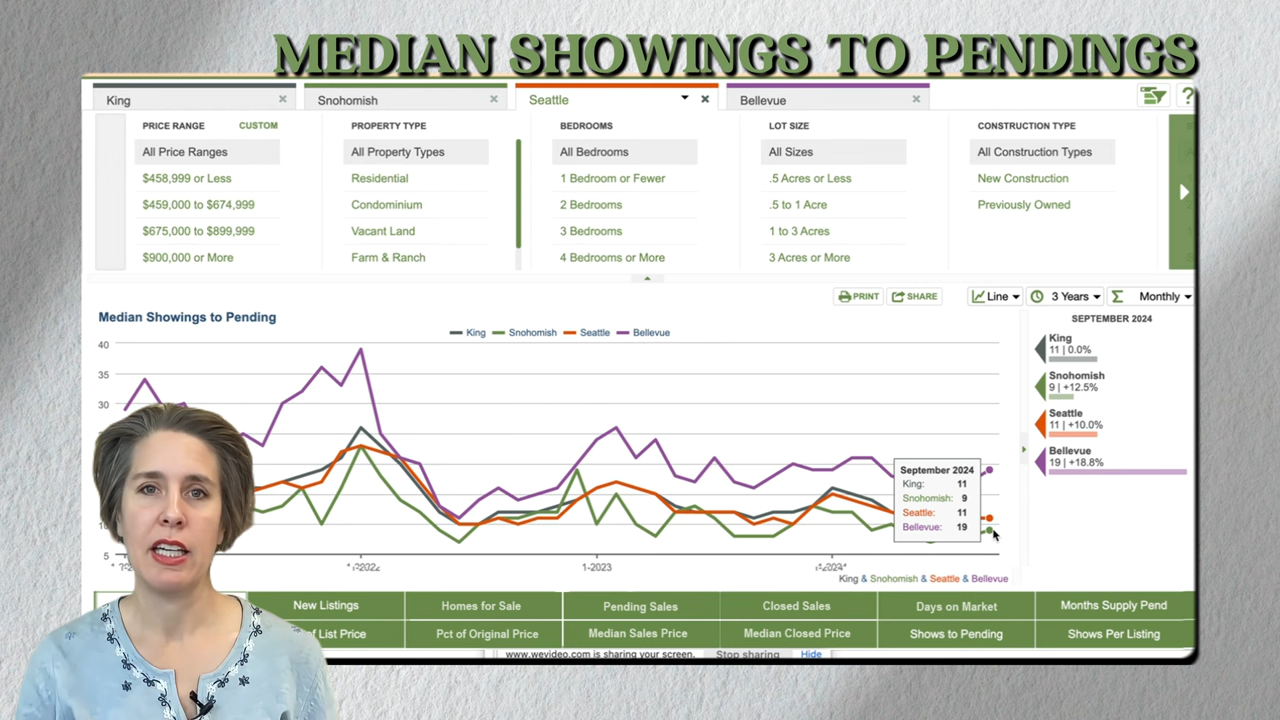 MEDIAN SHOWINGS TO PENDINGS
King
Snohomish
Seattle
Bellevue
?
PRICE RANGE CUSTOM
All Price Ranges
$458,999 or Less
$459,000 to $674,999
$675,000 to $899,999
$900,000 or More
PROPERTY TYPE
All Property Types
Residential
Condominium
Vacant Land
Farm & Ranch
BEDROOMS
All Bedrooms
1 Bedroom or Fewer
2 Bedrooms
3 Bedrooms
4 Bedrooms or More
LOT SIZE
All Sizes
.5 Acres or Less
.5 to 1 Acre
1 to 3 Acres
3 Acres or More
CONSTRUCTION TYPE
All Construction Types
New Construction
Previously Owned
PRINT SHARE Line 3 Years Σ Monthly
Median Showings to Pending
King Snohomish Seattle Bellevue
40
35
30
5
1-2022 1-2023 1-2024
September 2024
King: 11
Snohomish: 9
Seattle: 11
Bellevue: 19
SEPTEMBER 2024
King
11 | 0.0%
Snohomish
9 | +12.5%
Seattle
11 | +10.0%
Bellevue
19 | +18.8%
King & Snohomish & Seattle & Bellevue
New Listings Homes for Sale Pending Sales Closed Sales Days on Market Months Supply Pend
of List Price Pct of Original Price Median Sales Price Median Closed Price Shows to Pending Shows Per Listing
www.wevideo.com is sharing your screen. Stop sharing Hide